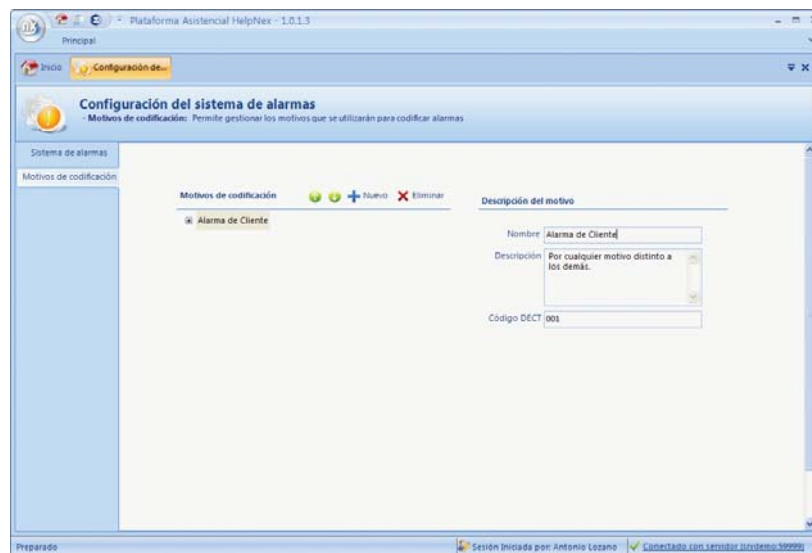 Plataforma Asistencial HelpNex - 1.0.1.3
Principal
Inicio
Configuración de...
Configuración del sistema de alarmas
- Motivos de codificación: Permite gestionar los motivos que se utilizarán para codificar alarmas
Sistema de alarmas
Motivos de codificación
Motivos de codificación
Nuevo
Eliminar
Alarma de Cliente
Descripción del motivo
Nombre Alarma de Cliente
Descripción Por cualquier motivo distinto a
los demás.
Código DECT 001
Preparado
Sesión Iniciada por: Antonio Lozano
Conectado con servidor